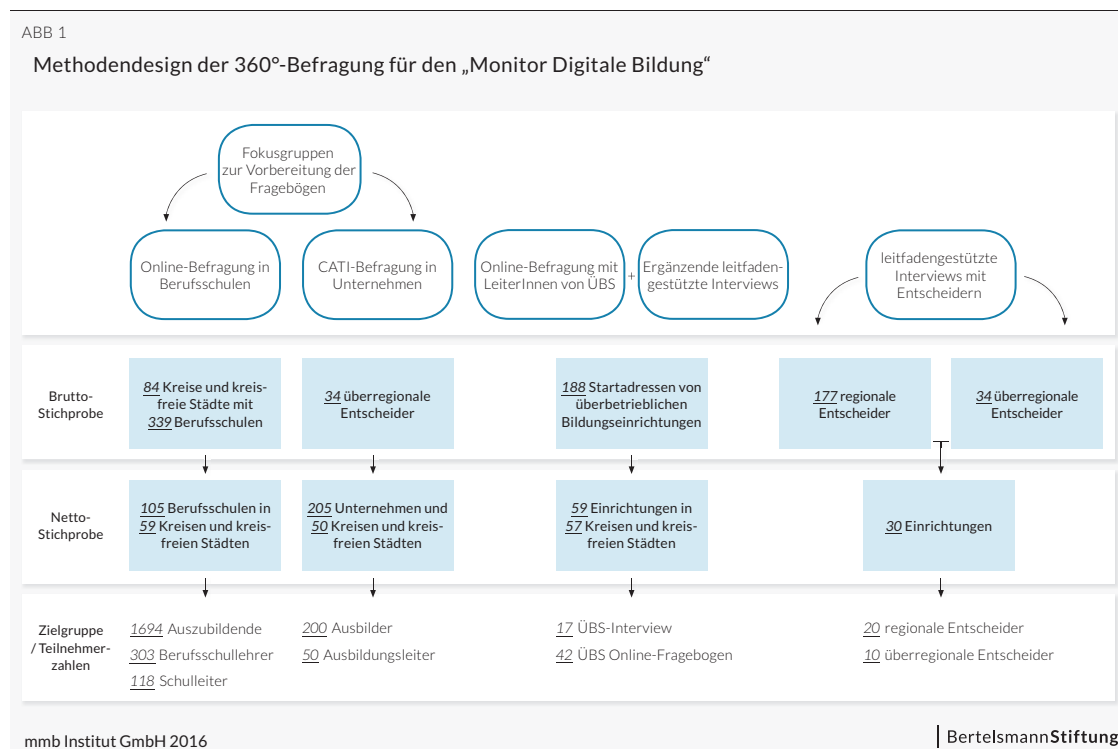 ABB 1
Methodendesign der 360°-Befragung für den „Monitor Digitale Bildung“
Fokusgruppen
zur Vorbereitung der
Fragebögen
Online-Befragung in
Berufsschulen
CATI-Befragung in
Unternehmen
Online-Befragung mit
LeiterInnen von ÜBS
+
Ergänzende leitfaden-
gestützte Interviews
leitfadengestützte
Interviews mit
Entscheidern
Brutto-
Stichprobe
84 Kreise und kreis-
freie Städte mit
339 Berufsschulen
34 überregionale
Entscheider
188 Startadressen von
überbetrieblichen
Bildungseinrichtungen
177 regionale
Entscheider
34 überregionale
Entscheider
Netto-
Stichprobe
105 Berufsschulen in
59 Kreisen und kreis-
freien Städten
205 Unternehmen und
50 Kreisen und kreis-
freien Städten
59 Einrichtungen in
57 Kreisen und kreis-
freien Städten
30 Einrichtungen
Zielgruppe
/ Teilnehmer-
zahlen
1694 Auszubildende
303 Berufsschullehrer
118 Schulleiter
200 Ausbilder
50 Ausbildungsleiter
17 ÜBS-Interview
42 ÜBS Online-Fragebogen
20 regionale Entscheider
10 überregionale Entscheider
mmb Institut GmbH 2016
BertelsmannStiftung